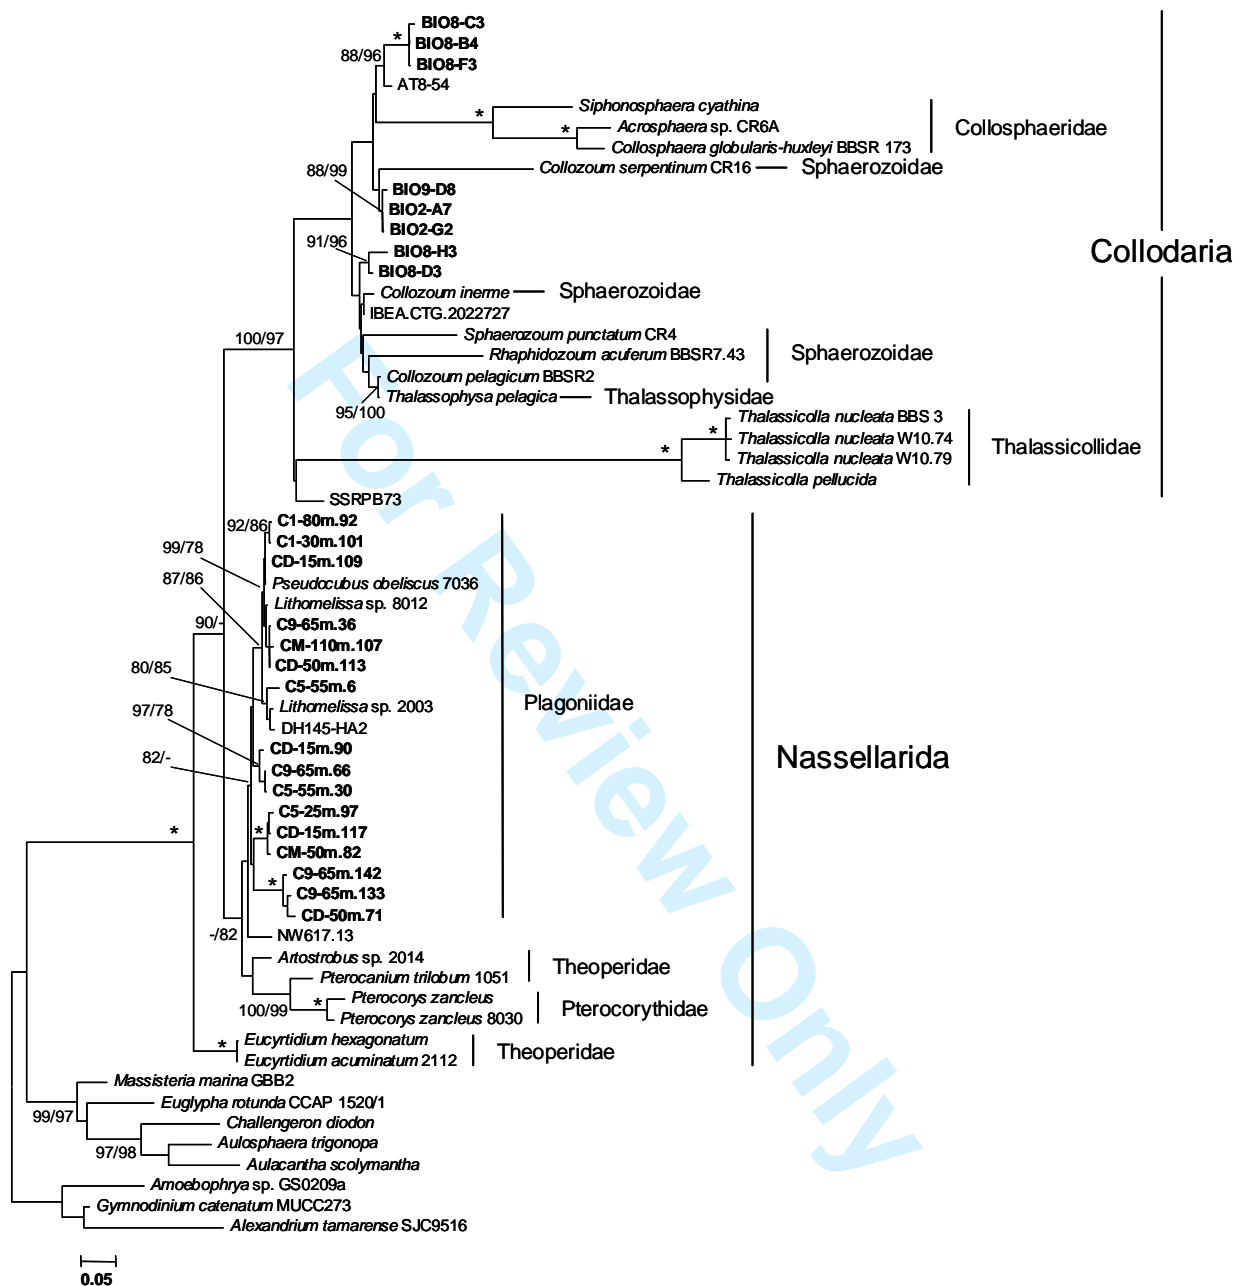 BIO8-C3
*
BIO8-B4
88/96
BIO8-F3
AT8-54
Siphonosphaera cyathina
*
Acrosphaera sp. CR6A
*
Collosphaeridae
Collosphaera globularis-huxleyi BBSR 173
88/99
Collozoum serpentinum CR16
Sphaerozoidae
BIO9-D8
BIO2-A7
BIO2-G2
91/96
BIO8-H3
Collodaria
BIO8-D3
Collozoum inerme
Sphaerozoidae
IBEA.CTG.2022727
100/97
Sphaerozoum punctatum CR4
Rhaphidozoum acuferum BBSR7.43
Sphaerozoidae
Collozoum pelagicum BBSR2
Thalassophysa pelagica
Thalassophysidae
95/100
Thalassicolla nucleata BBS 3
*
Thalassicolla nucleata W10.74
*
Thalassicollidae
Thalassicolla nucleata W10.79
Thalassicolla pellucida
SSRPB73
92/86
C1-80m.92
C1-30m.101
99/78
CD-15m.109
87/86
Pseudocubus obeliscus 7036
Lithomelissa sp. 8012
90/-
C9-65m.36
CM-110m.107
80/85
CD-50m.113
C5-55m.6
Plagoniidae
97/78
Lithomelissa sp. 2003
DH145-HA2
82/-
CD-15m.90
Nassellarida
C9-65m.66
C5-55m.30
C5-25m.97
*
*
CD-15m.117
CM-50m.82
C9-65m.142
*
C9-65m.133
CD-50m.71
-/82
NW617.13
Artostrobus sp. 2014
Theoperidae
Pterocanium trilobum 1051
100/99
*
Pterocorys zancleus
Pterocorythidae
Pterocorys zancleus 8030
*
Eucyrtidium hexagonatum
Theoperidae
Eucyrtidium acuminatum 2112
Massisteria marina GBB2
99/97
Euglypha rotunda CCAP 1520/1
Challengeron diodon
97/98
Aulosphaera trigonopa
Aulacantha scolymantha
Amoebophrya sp. GS0209a
Gymnodinium catenatum MUCC273
Alexandrium tamarense SJC9516
0.05
For Review Only